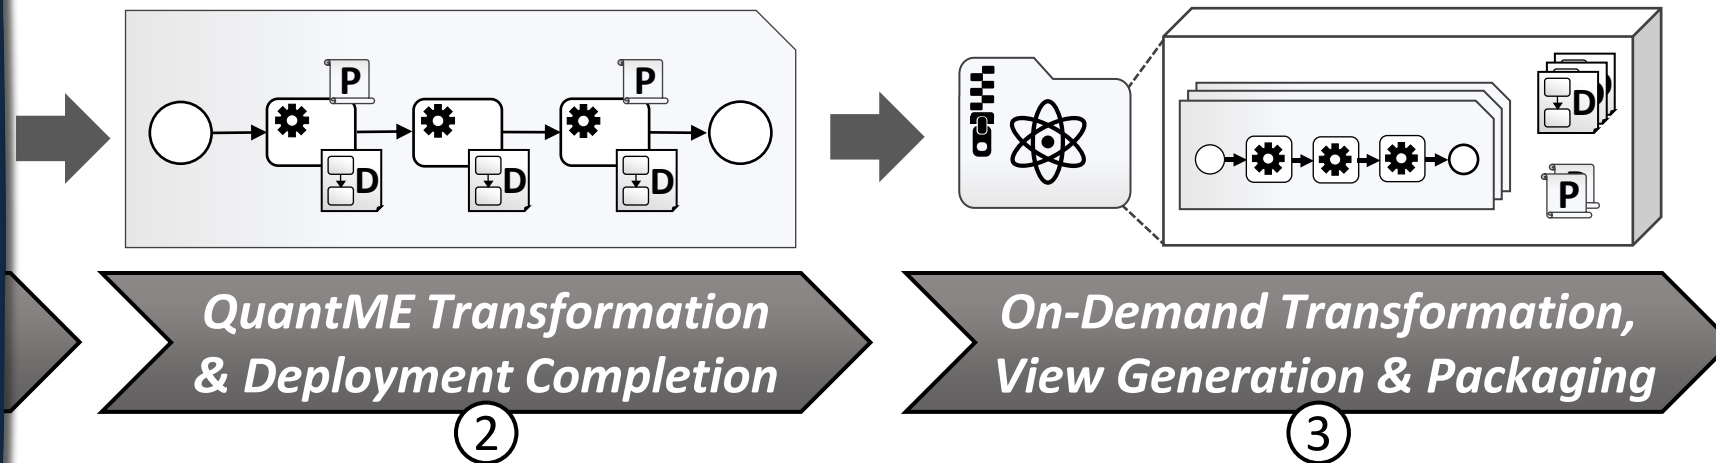 P
P
D
D
D
D
P
QuantME Transformation
& Deployment Completion
2
On-Demand Transformation,
View Generation & Packaging
3